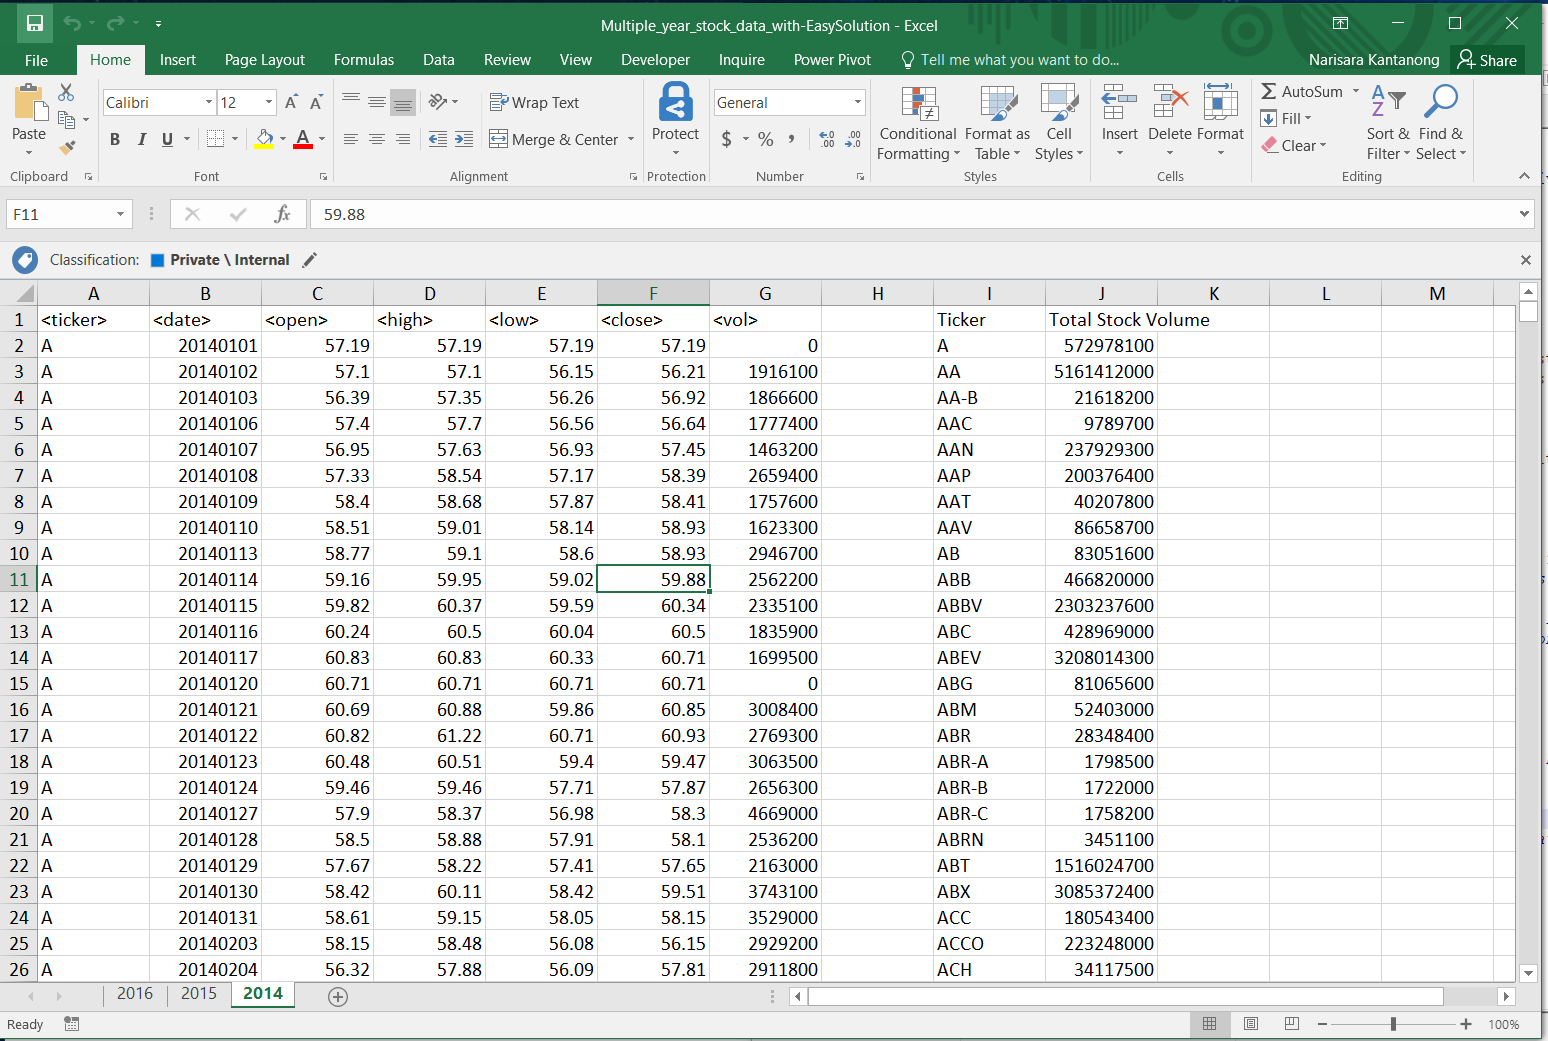 Multiple_year_stock_data_with-EasySolution - Excel
File Home Insert Page Layout Formulas Data Review View Developer Inquire Power Pivot Tell me what you want to do... Narisara Kantanong Share
Paste
Clipboard
Calibri 12
B I U A
Font
Wrap Text
Merge & Center
Alignment
Protect
Protection
General
$ % ,
Number
Conditional Formatting
Format as Table
Cell Styles
Styles
Insert Delete Format
Cells
AutoSum
Fill
Clear
Sort & Filter
Find & Select
Editing
F11 fx 59.88
Classification: Private \ Internal
A B C D E F G H I J K L M
1 <ticker> <date> <open> <high> <low> <close> <vol> Ticker Total Stock Volume
2 A 20140101 57.19 57.19 57.19 57.19 0 A 572978100
3 A 20140102 57.1 57.1 56.15 56.21 1916100 AA 5161412000
4 A 20140103 56.39 57.35 56.26 56.92 1866600 AA-B 21618200
5 A 20140106 57.4 57.7 56.56 56.64 1777400 AAC 9789700
6 A 20140107 56.95 57.63 56.93 57.45 1463200 AAN 237929300
7 A 20140108 57.33 58.54 57.17 58.39 2659400 AAP 200376400
8 A 20140109 58.4 58.68 57.87 58.41 1757600 AAT 40207800
9 A 20140110 58.51 59.01 58.14 58.93 1623300 AAV 86658700
10 A 20140113 58.77 59.1 58.6 58.93 2946700 AB 83051600
11 A 20140114 59.16 59.95 59.02 59.88 2562200 ABB 466820000
12 A 20140115 59.82 60.37 59.59 60.34 2335100 ABBV 2303237600
13 A 20140116 60.24 60.5 60.04 60.5 1835900 ABC 428969000
14 A 20140117 60.83 60.83 60.33 60.71 1699500 ABEV 3208014300
15 A 20140120 60.71 60.71 60.71 60.71 0 ABG 81065600
16 A 20140121 60.69 60.88 59.86 60.85 3008400 ABM 52403000
17 A 20140122 60.82 61.22 60.71 60.93 2769300 ABR 28348400
18 A 20140123 60.48 60.51 59.4 59.47 3063500 ABR-A 1798500
19 A 20140124 59.46 59.46 57.71 57.87 2656300 ABR-B 1722000
20 A 20140127 57.9 58.37 56.98 58.3 4669000 ABR-C 1758200
21 A 20140128 58.5 58.88 57.91 58.1 2536200 ABRN 3451100
22 A 20140129 57.67 58.22 57.41 57.65 2163000 ABT 1516024700
23 A 20140130 58.42 60.11 58.42 59.51 3743100 ABX 3085372400
24 A 20140131 58.61 59.15 58.05 58.15 3529000 ACC 180543400
25 A 20140203 58.15 58.48 56.08 56.15 2929200 ACCO 223248000
26 A 20140204 56.32 57.88 56.09 57.81 2911800 ACH 34117500
2016 2015 2014
Ready 100%